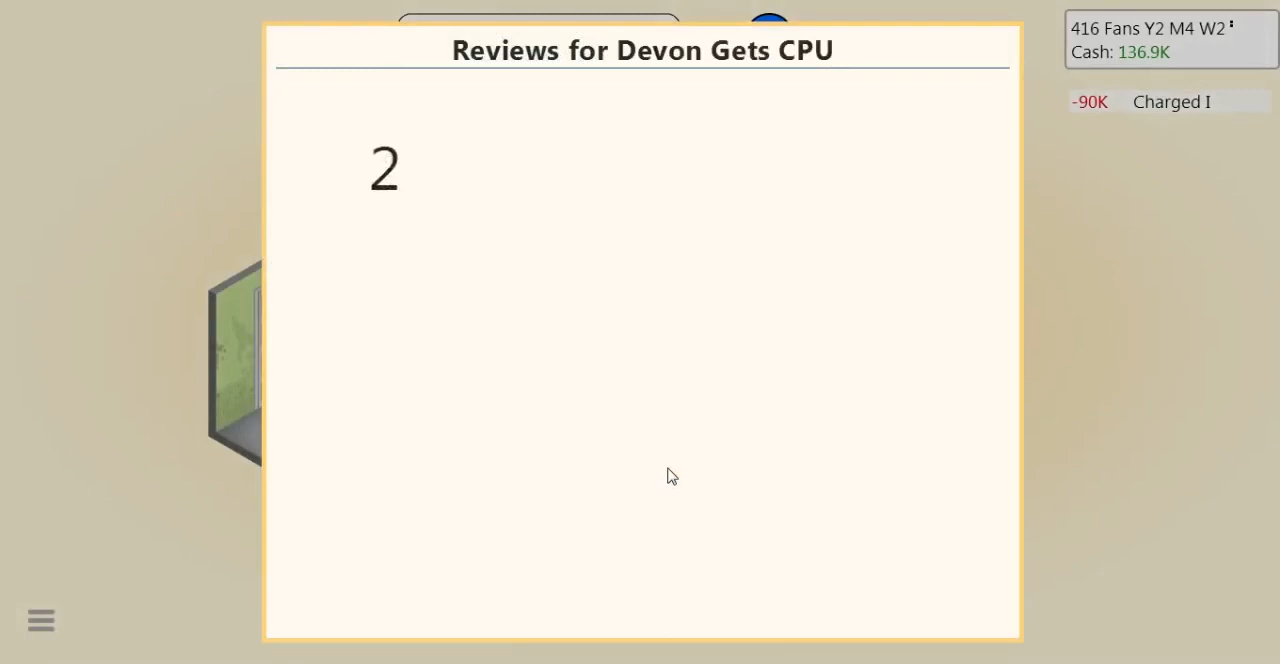 Reviews for Devon Gets CPU
2
416 Fans Y2 M4 W2
Cash: 136.9K
-90K Charged I